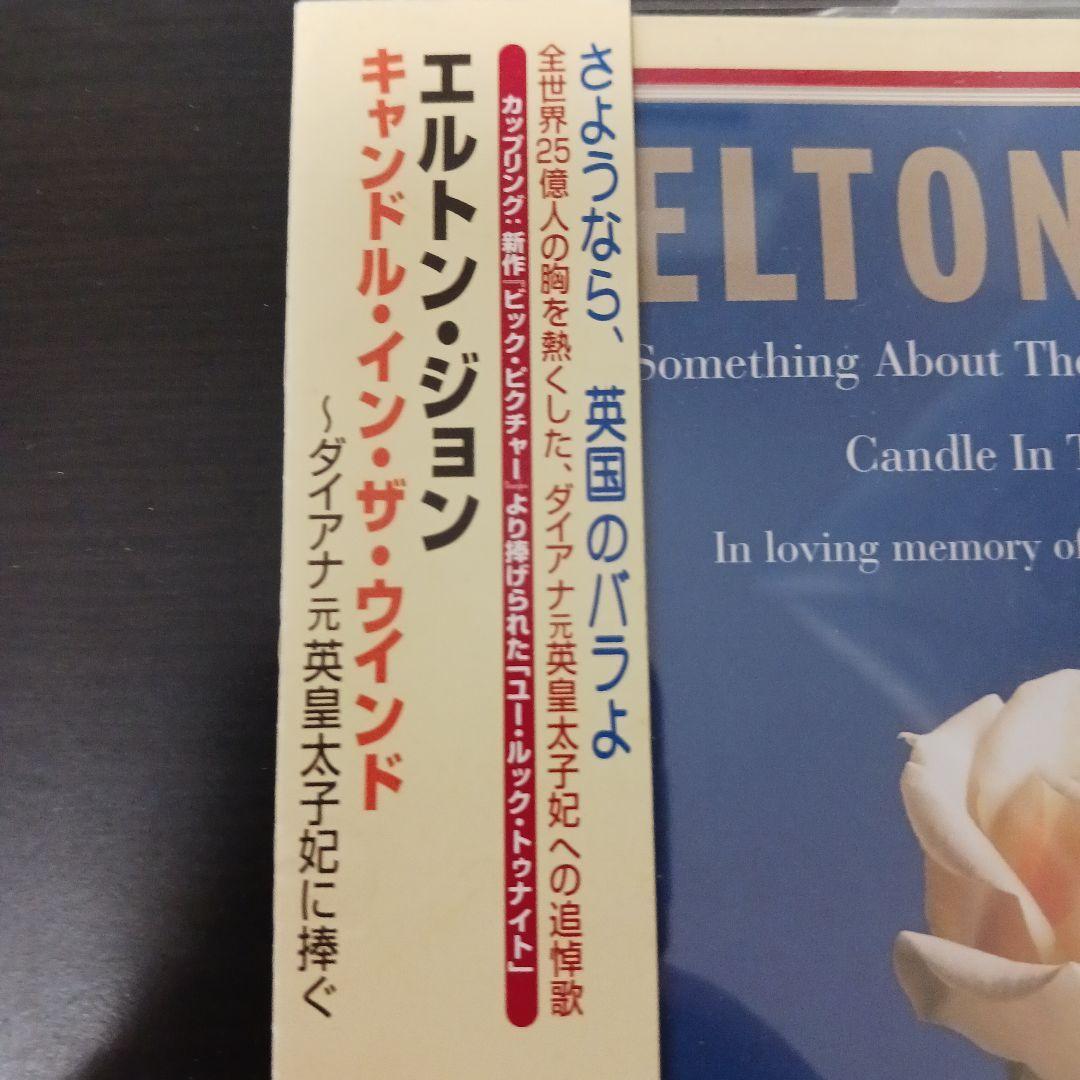 さようなら、英国のバラよ
全世界25億人の胸を熱くした、ダイアナ元英皇太子妃への追悼歌
カップリング:新作『ビック・ピクチャー』より捧げられた「ユー・ルック・トゥナイト」
エルトン・ジョン
キャンドル・イン・ザ・ウインド
～ダイアナ元英皇太子妃に捧ぐ
ELTON
Something About The
Candle In T
In loving memory of